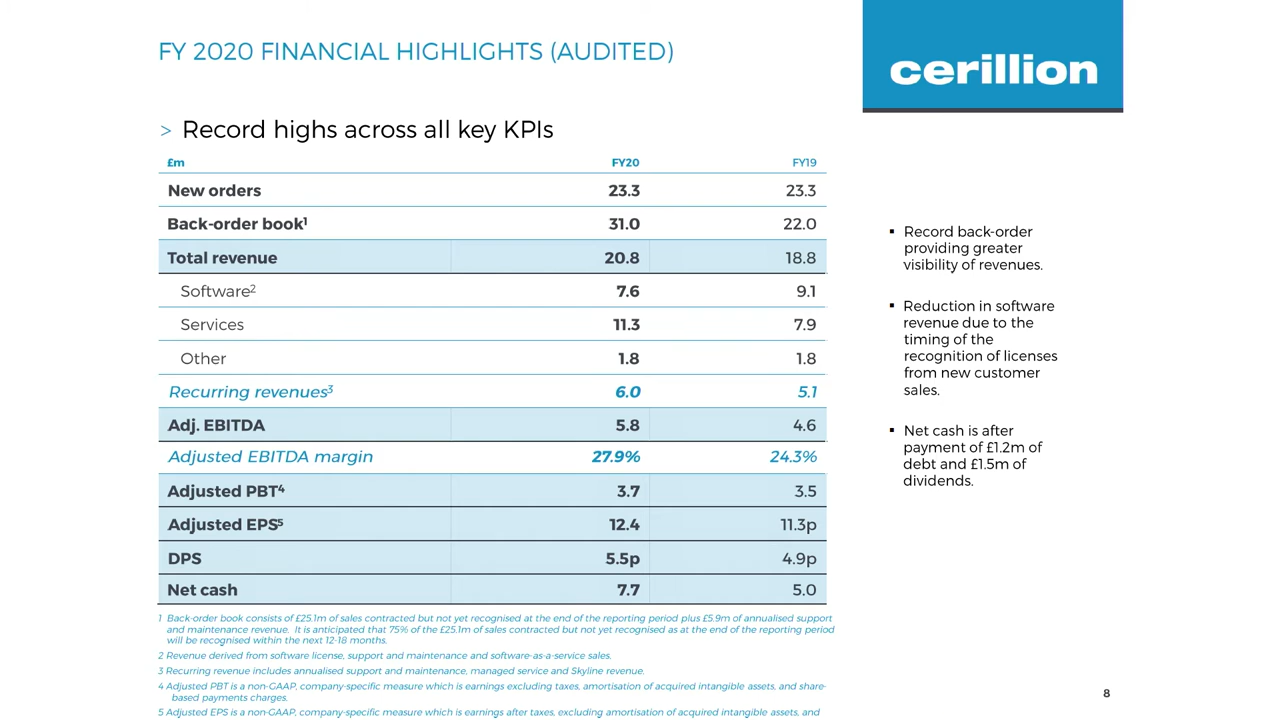 FY 2020 FINANCIAL HIGHLIGHTS (AUDITED)
cerillion
> Record highs across all key KPIs
£m FY20 FY19
New orders 23.3 23.3
Back-order book¹ 31.0 22.0
Total revenue 20.8 18.8
Software² 7.6 9.1
Services 11.3 7.9
Other 1.8 1.8
Recurring revenues³ 6.0 5.1
Adj. EBITDA 5.8 4.6
Adjusted EBITDA margin 27.9% 24.3%
Adjusted PBT⁴ 3.7 3.5
Adjusted EPS⁵ 12.4 11.3p
DPS 5.5p 4.9p
Net cash 7.7 5.0
▪ Record back-order
providing greater
visibility of revenues.
▪ Reduction in software
revenue due to the
timing of the
recognition of licenses
from new customer
sales.
▪ Net cash is after
payment of £1.2m of
debt and £1.5m of
dividends.
1 Back-order book consists of £25.1m of sales contracted but not yet recognised at the end of the reporting period plus £5.9m of annualised support
and maintenance revenue. It is anticipated that 75% of the £25.1m of sales contracted but not yet recognised as at the end of the reporting period
will be recognised within the next 12-18 months.
2 Revenue derived from software license, support and maintenance and software-as-a-service sales.
3 Recurring revenue includes annualised support and maintenance, managed service and Skyline revenue.
4 Adjusted PBT is a non-GAAP, company-specific measure which is earnings excluding taxes, amortisation of acquired intangible assets, and share-
based payments charges.
5 Adjusted EPS is a non-GAAP, company-specific measure which is earnings after taxes, excluding amortisation of acquired intangible assets, and
8